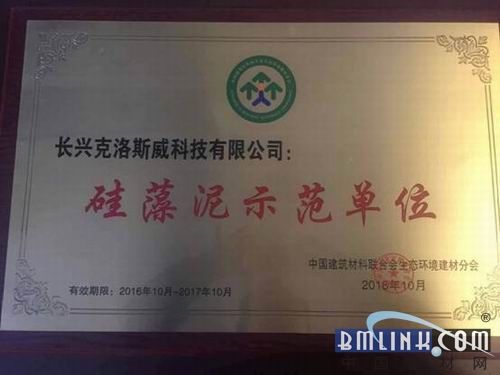 长兴克洛斯威科技有限公司：
硅藻泥示范单位
中国建筑材料联合会生态环境建材分会
2016年10月
有效期限：2016年10月-2017年10月
BMLINK.COM®